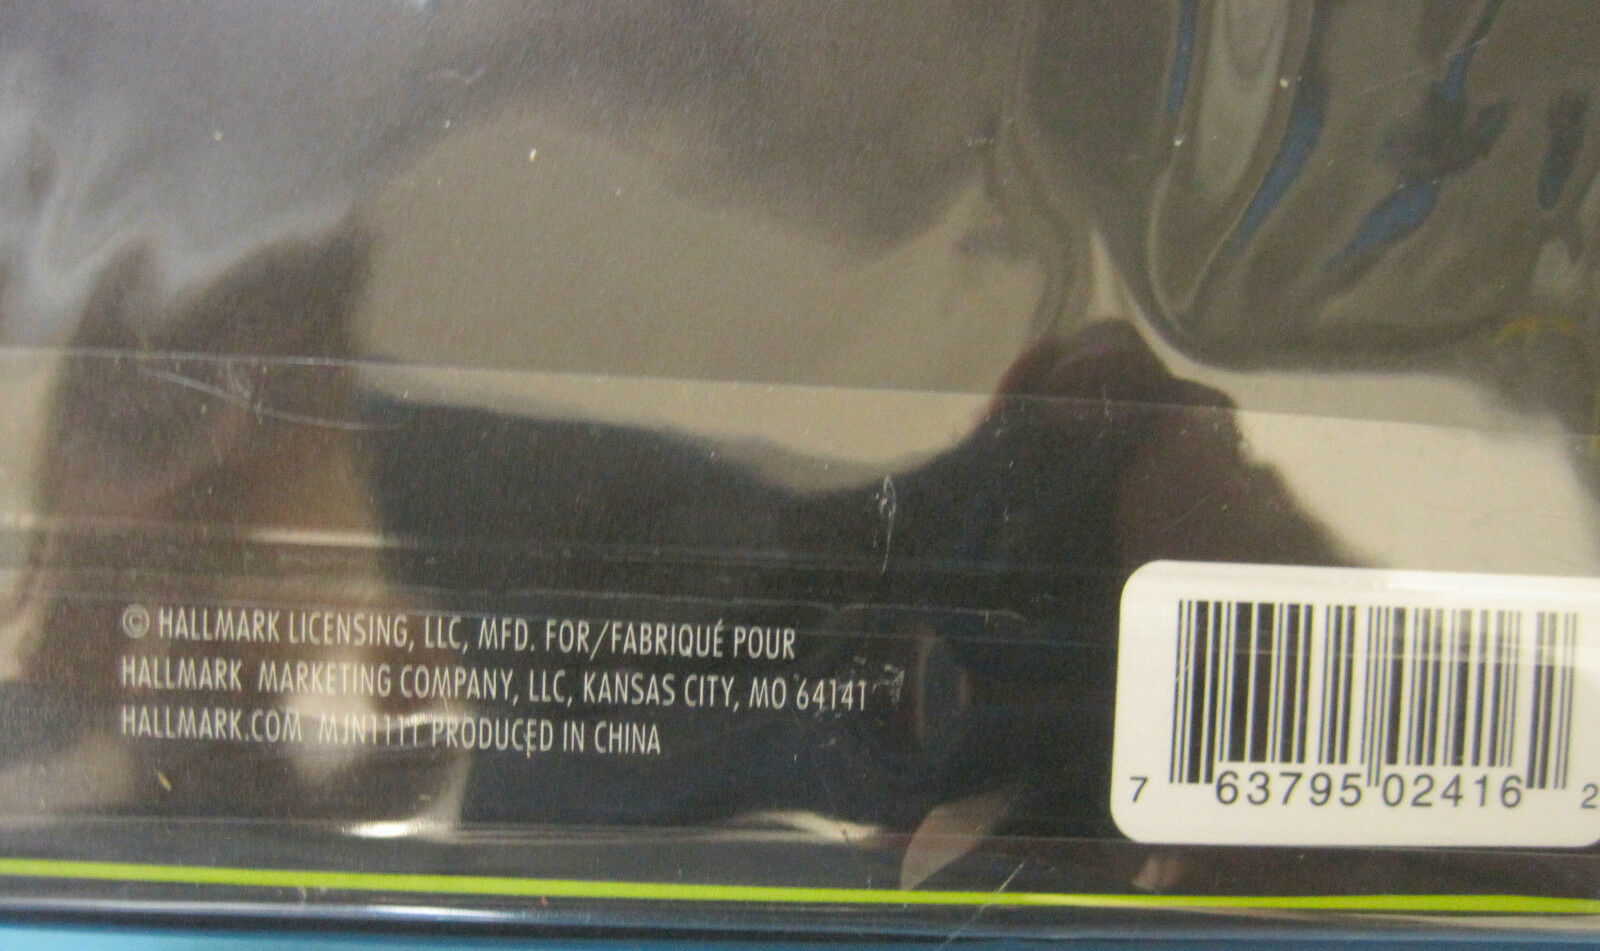 © HALLMARK LICENSING, LLC, MFD. FOR/FABRIQUÉ POUR
HALLMARK MARKETING COMPANY, LLC, KANSAS CITY, MO 64141
HALLMARK.COM MJN1111 PRODUCED IN CHINA
7 63795 02416 2